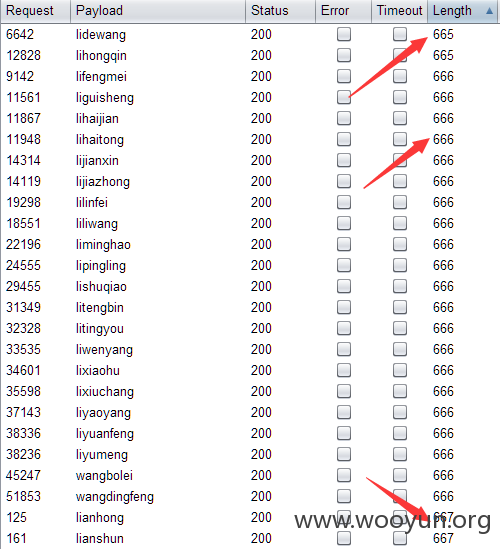 Request Payload Status Error Timeout Length
6642 lidewang 200 665
12828 lihongqin 200 665
9142 lifengmei 200 666
11561 liguisheng 200 666
11867 lihaijian 200 666
11948 lihaitong 200 666
14314 lijianxin 200 666
14119 lijiazhong 200 666
19298 lilinfei 200 666
18551 liliwang 200 666
22196 liminghao 200 666
24555 lipingling 200 666
29455 lishuqiao 200 666
31349 litengbin 200 666
32328 litingyou 200 666
33535 liwenyang 200 666
34601 lixiaohu 200 666
35598 lixiuchang 200 666
37143 liyaoyang 200 666
38336 liyuanfeng 200 666
38236 liyumeng 200 666
45247 wangbolei 200 666
51853 wangdingfeng 200 666
125 lianhong 200 667
www.wooyun.org
161 lianshun 200 667